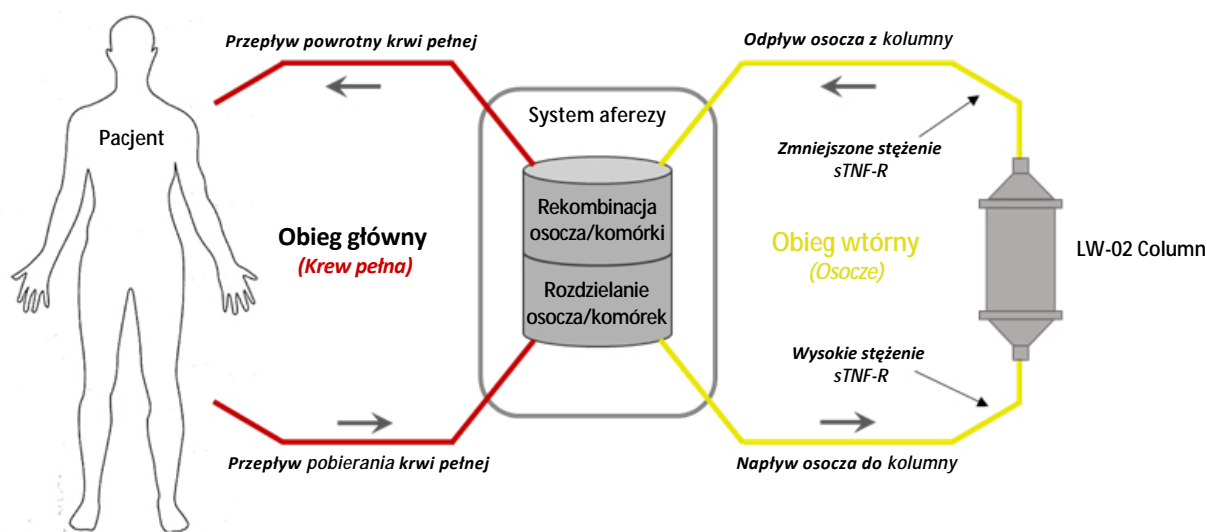 Przepływ powrotny krwi pełnej
Odpływ osocza z kolumny
System aferezy
Pacjent
Zmniejszone stężenie
sTNF-R
Rekombinacja
osocza/komórki
Obieg główny
(Krew pełna)
Obieg wtórny
(Osocze)
LW-02 Column
Rozdzielanie
osocza/komórek
Wysokie stężenie
sTNF-R
Przepływ pobierania krwi pełnej
Napływ osocza do kolumny